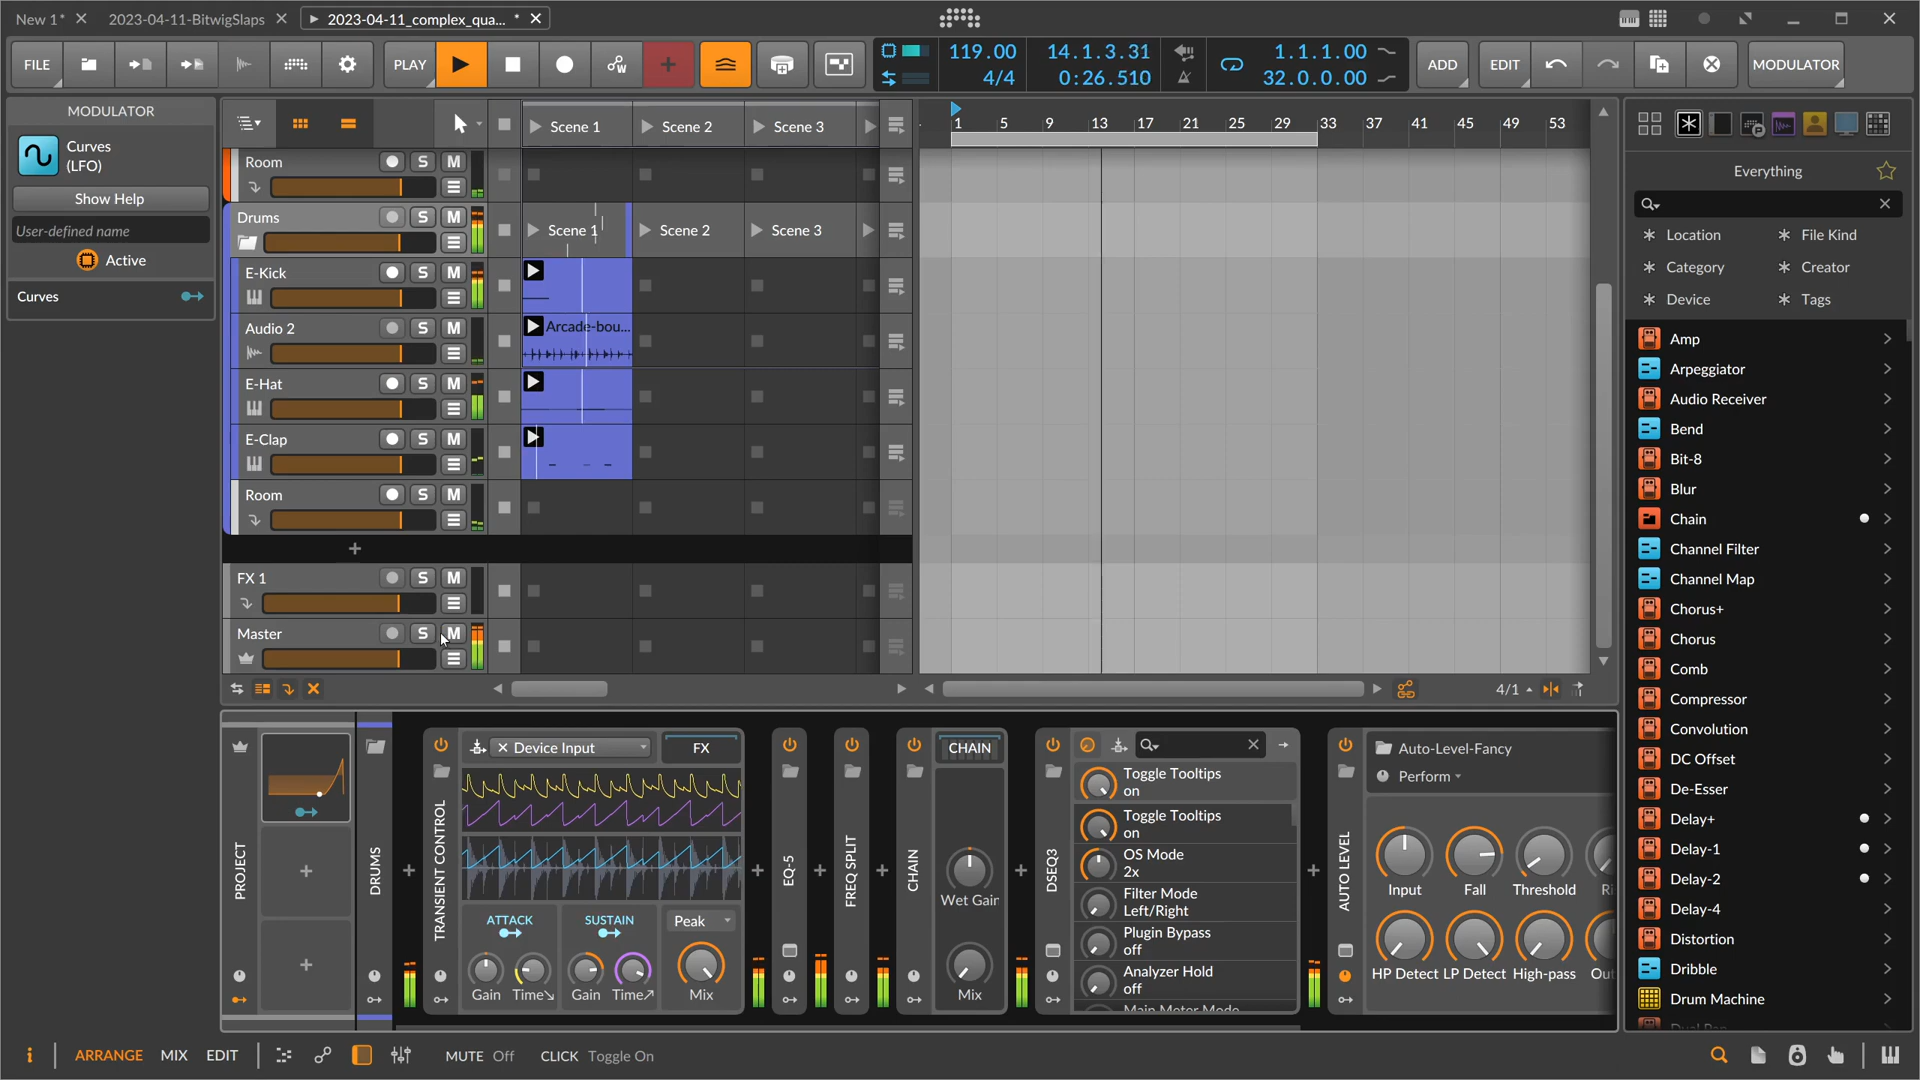 New 1 *
2023-04-11-BitwigSlaps
2023-04-11_complex_qua... *
FILE
PLAY
119.00
4/4
14.1.3.31
0:26.510
1.1.1.00
32.0.0.00
ADD
EDIT
MODULATOR
MODULATOR
Curves
(LFO)
Show Help
User-defined name
Active
Curves
Scene 1
Scene 2
Scene 3
1 5 9 13 17 21 25 29 33 37 41 45 49 53
Room
S M
Drums
S M
Scene 1
Scene 2
Scene 3
E-Kick
S M
Audio 2
S M
Arcade-bou...
E-Hat
S M
E-Clap
S M
Room
S M
FX 1
S M
Master
S M
4/1
Everything
Location
File Kind
Category
Creator
Device
Tags
Amp
Arpeggiator
Audio Receiver
Bend
Bit-8
Blur
Chain
Channel Filter
Channel Map
Chorus+
Chorus
Comb
Compressor
Convolution
DC Offset
De-Esser
Delay+
Delay-1
Delay-2
Delay-4
Distortion
Dribble
Drum Machine
Dual Pan
PROJECT
DRUMS
TRANSIENT CONTROL
Device Input
FX
ATTACK
SUSTAIN
Peak
Gain
Time
Gain
Time
Mix
EQ-5
FREQ SPLIT
CHAIN
CHAIN
Wet Gain
Mix
DSEQ3
Toggle Tooltips
on
Toggle Tooltips
on
OS Mode
2x
Filter Mode
Left/Right
Plugin Bypass
off
Analyzer Hold
off
Main Meter Mode
AUTO LEVEL
Auto-Level-Fancy
Perform
Input
Fall
Threshold
Ri
HP Detect
LP Detect
High-pass
Ou
ARRANGE
MIX
EDIT
MUTE Off
CLICK Toggle On